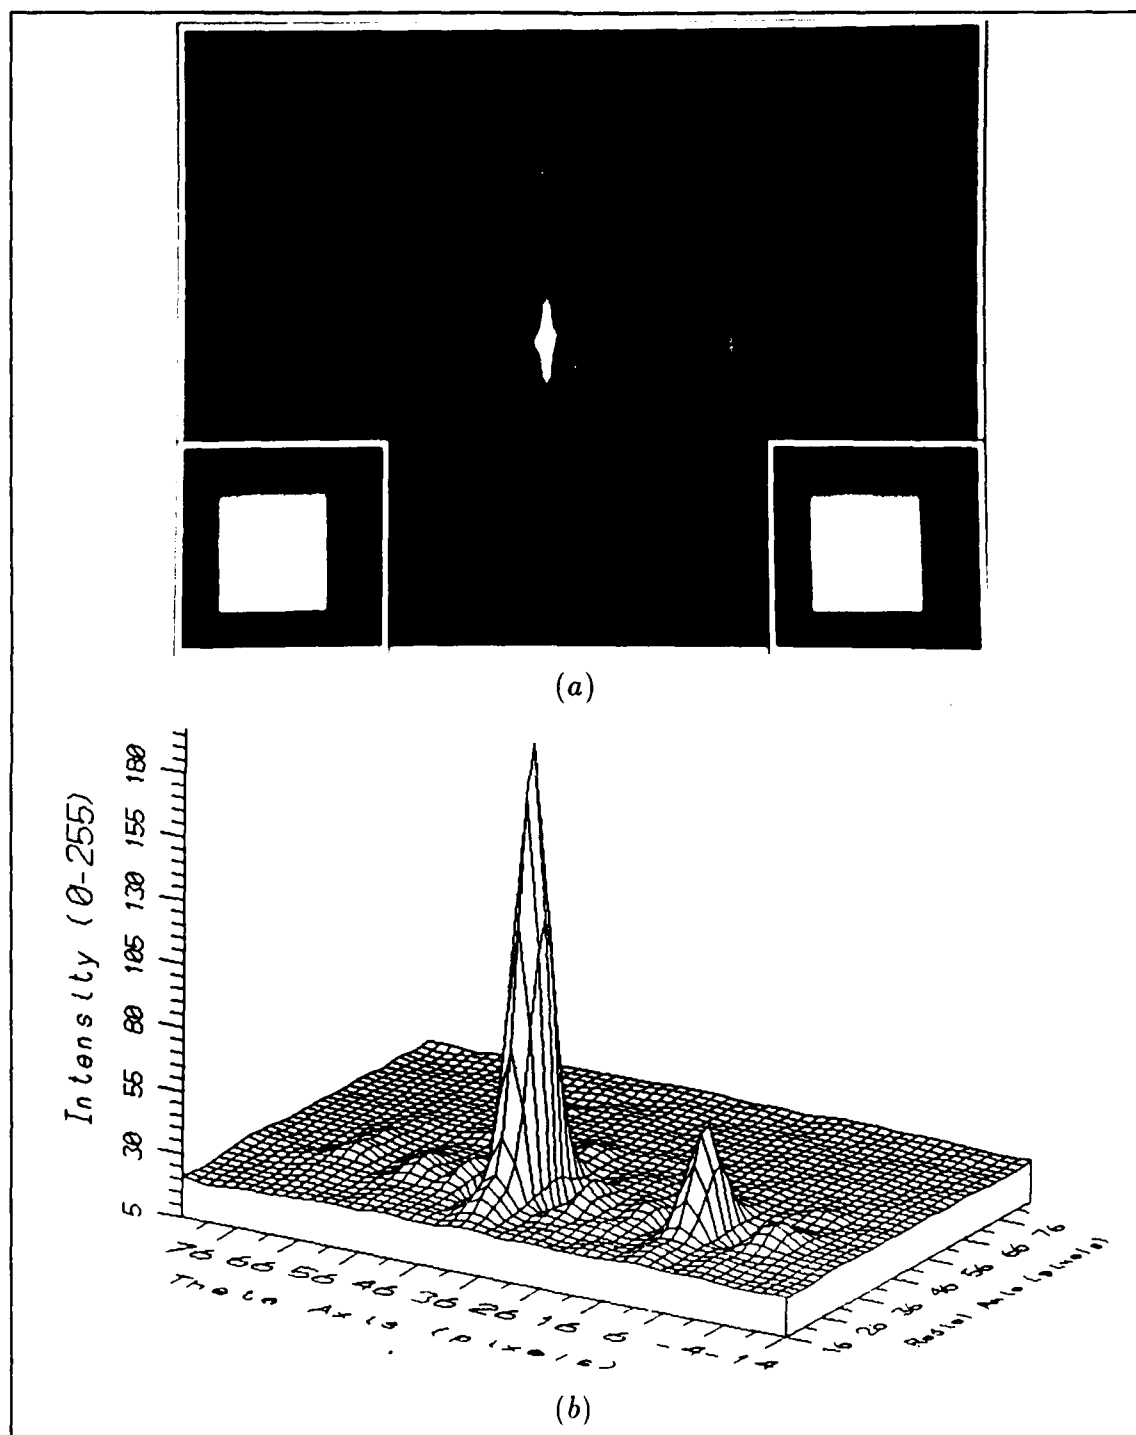 (a)
Intensity (0-255)
180
155
130
105
80
55
30
5
76 66 56 46 36 26 16 6 -4 -14
Theta Axis (pixels)
16 26 36 46 56 66 76
Radial Axis (pixels)
(b)